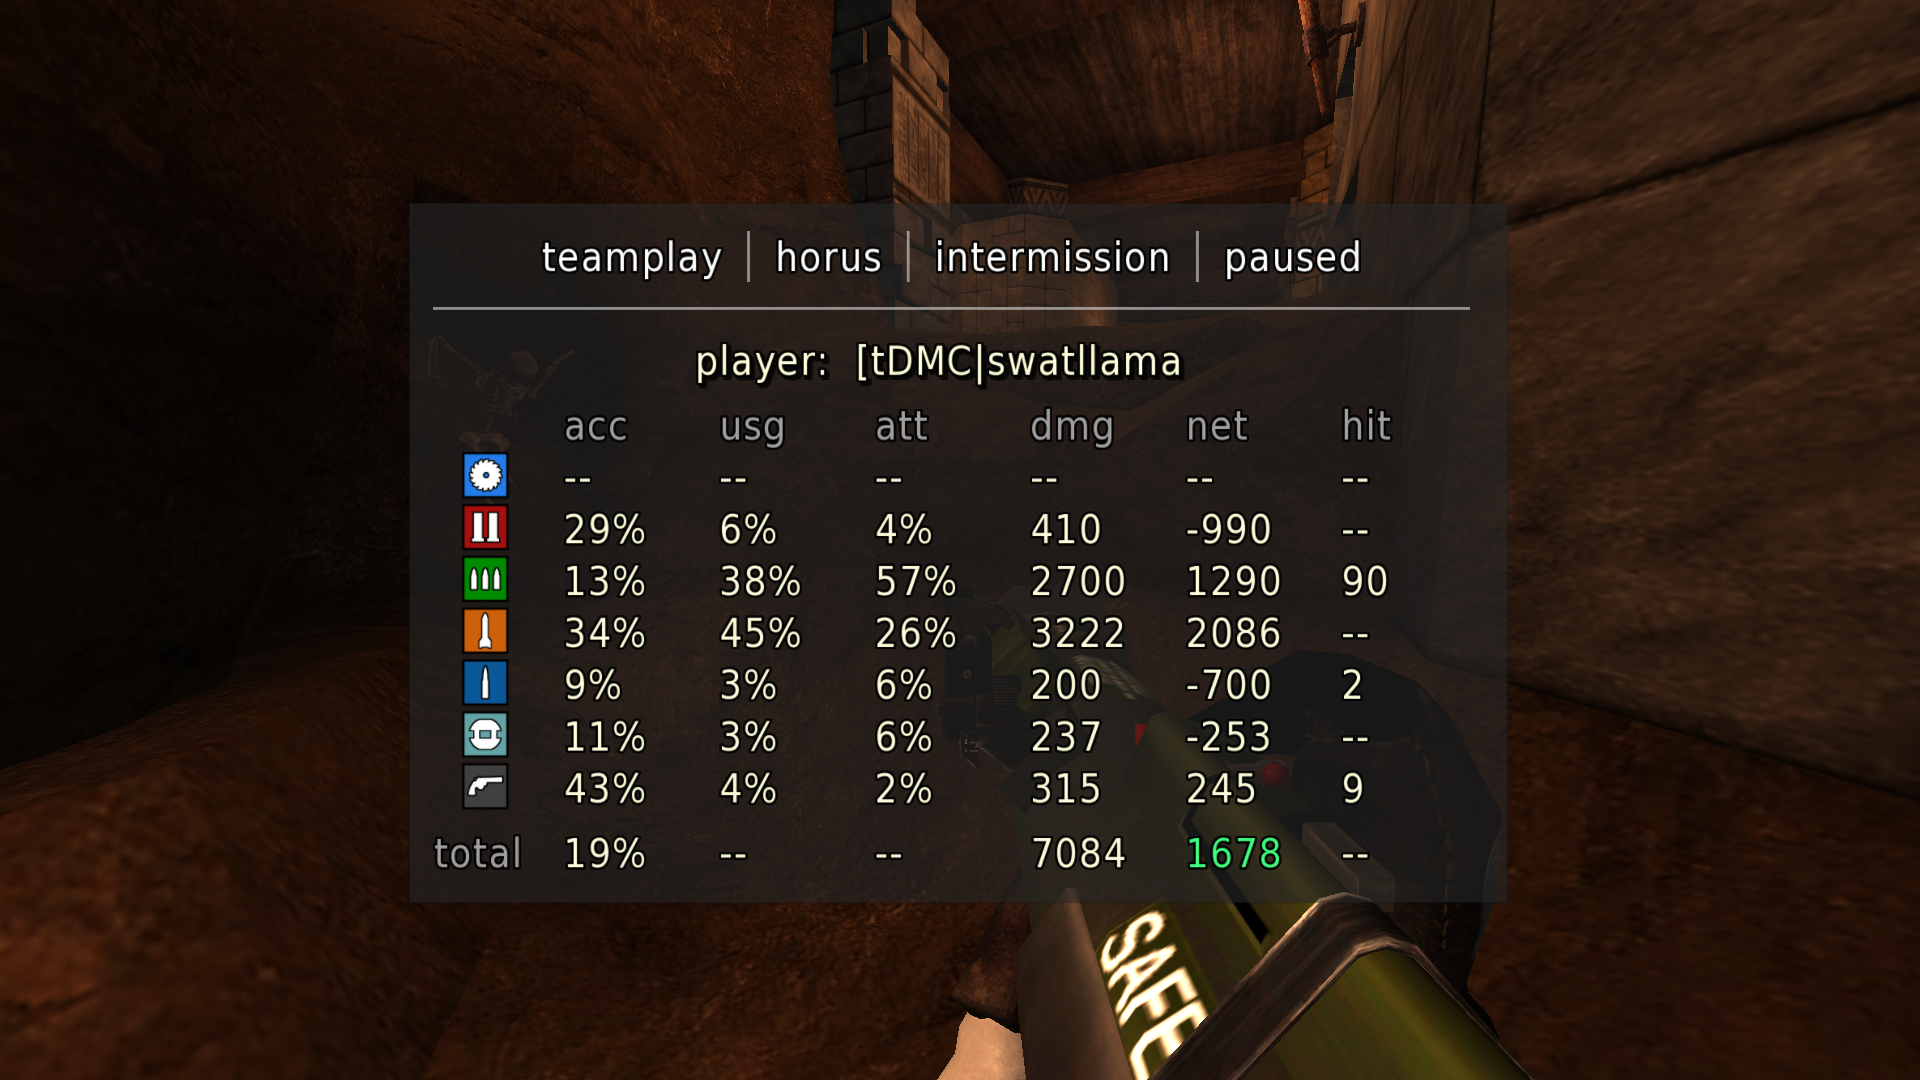 teamplay | horus | intermission | paused
player: [tDMC|swatllama
acc usg att dmg net hit
-- -- -- -- -- --
29% 6% 4% 410 -990 --
13% 38% 57% 2700 1290 90
34% 45% 26% 3222 2086 --
9% 3% 6% 200 -700 2
11% 3% 6% 237 -253 --
43% 4% 2% 315 245 9
total 19% -- -- 7084 1678 --
SAFE